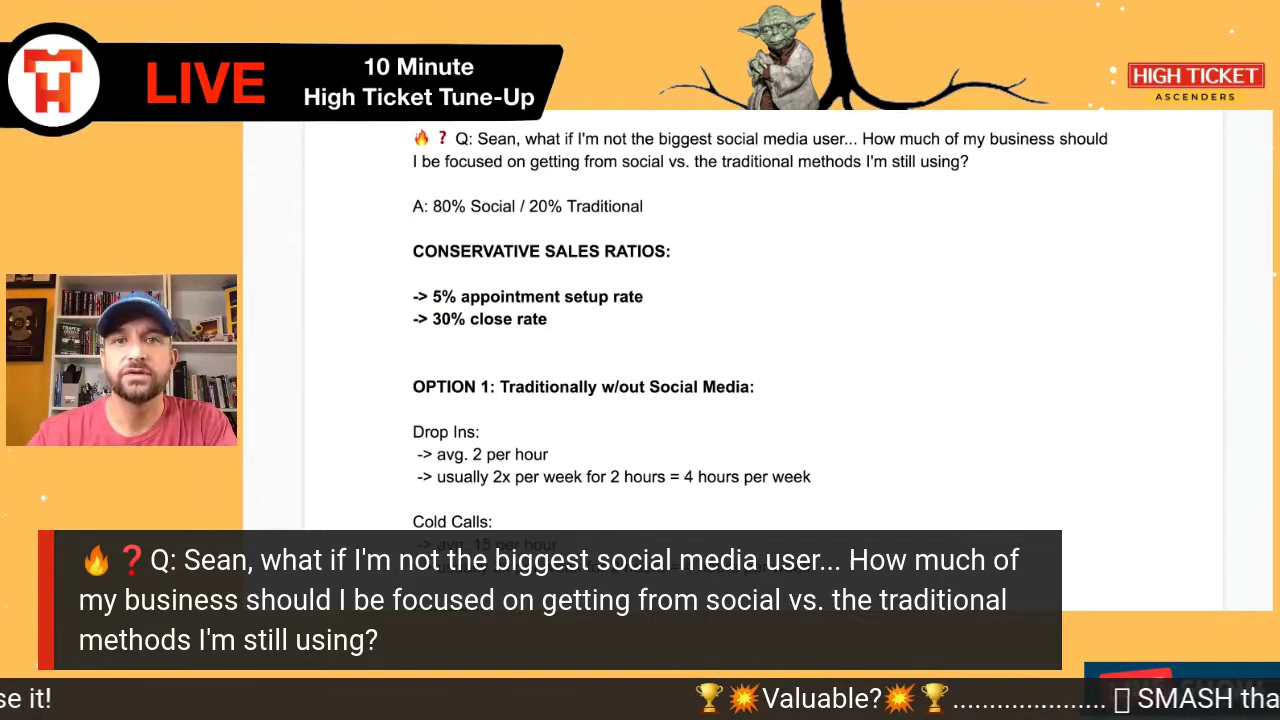 LIVE
10 Minute
High Ticket Tune-Up
HIGH TICKET
ASCENDERS
🔥❓ Q: Sean, what if I'm not the biggest social media user... How much of my business should
I be focused on getting from social vs. the traditional methods I'm still using?
A: 80% Social / 20% Traditional
CONSERVATIVE SALES RATIOS:
-> 5% appointment setup rate
-> 30% close rate
OPTION 1: Traditionally w/out Social Media:
Drop Ins:
-> avg. 2 per hour
-> usually 2x per week for 2 hours = 4 hours per week
Cold Calls:
-> avg. 15 per hour
🔥❓Q: Sean, what if I'm not the biggest social media user... How much of
my business should I be focused on getting from social vs. the traditional
methods I'm still using?
se it! 🏆💥Valuable?💥🏆..................... SMASH tha